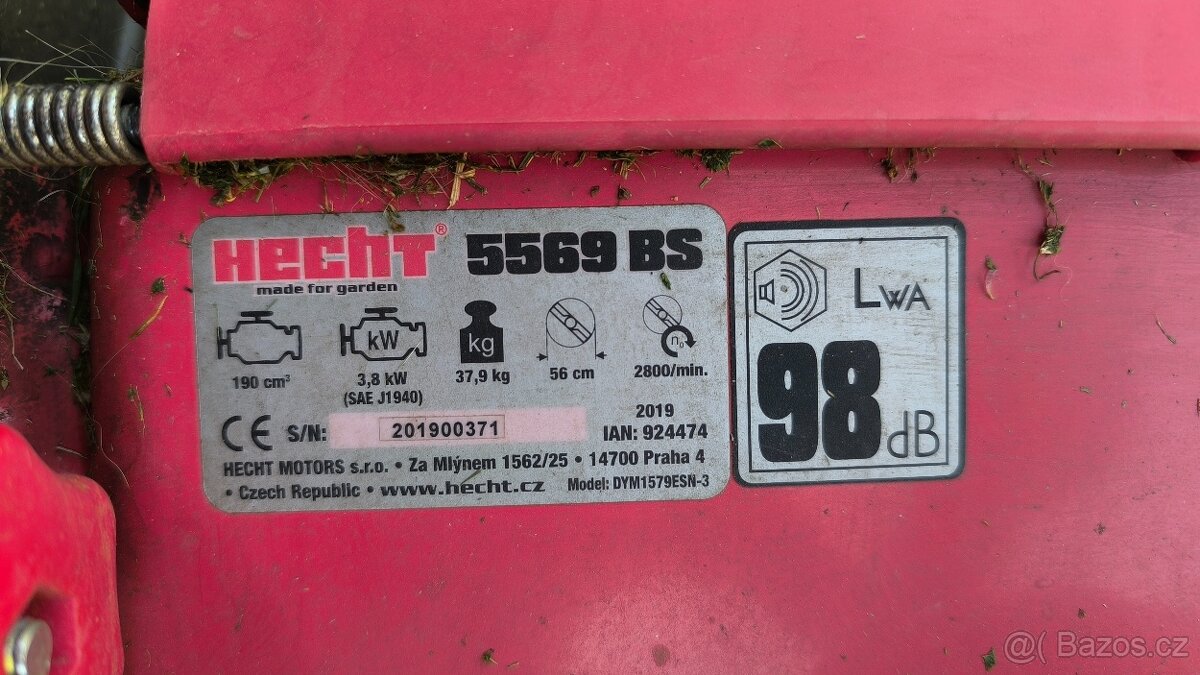 HECHT® 5569 BS
made for garden
kW
kg
n₀
190 cm³
3,8 kW
(SAE J1940)
37,9 kg
56 cm
2800/min.
CE S/N: 201900371
2019
IAN: 924474
HECHT MOTORS s.r.o. • Za Mlýnem 1562/25 • 14700 Praha 4
• Czech Republic • www.hecht.cz Model: DYM1579ESN-3
LWA
98
dB
@( Bazos.cz